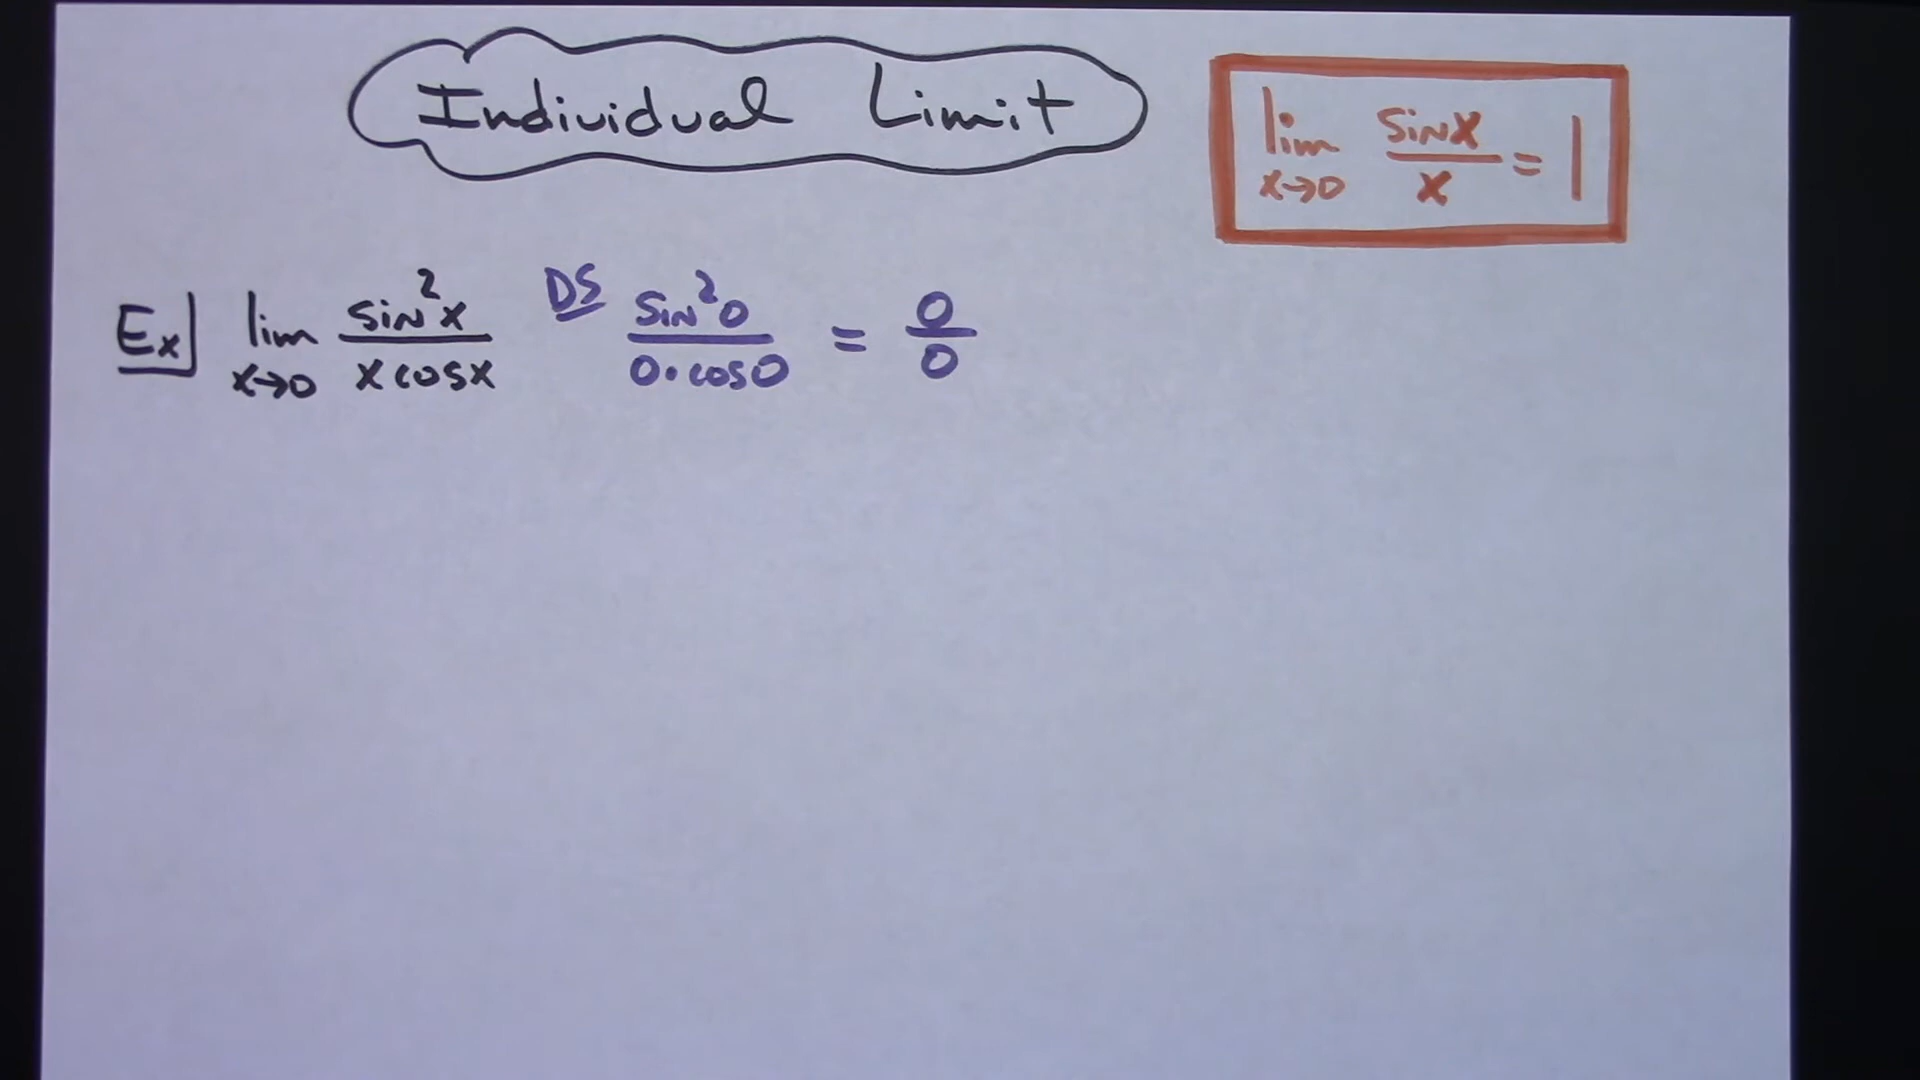 Individual Limit
lim x→0 sinx/x = 1
Ex] lim x→0 sin²x/(x cosx) DS sin²0/(0·cos0) = 0/0